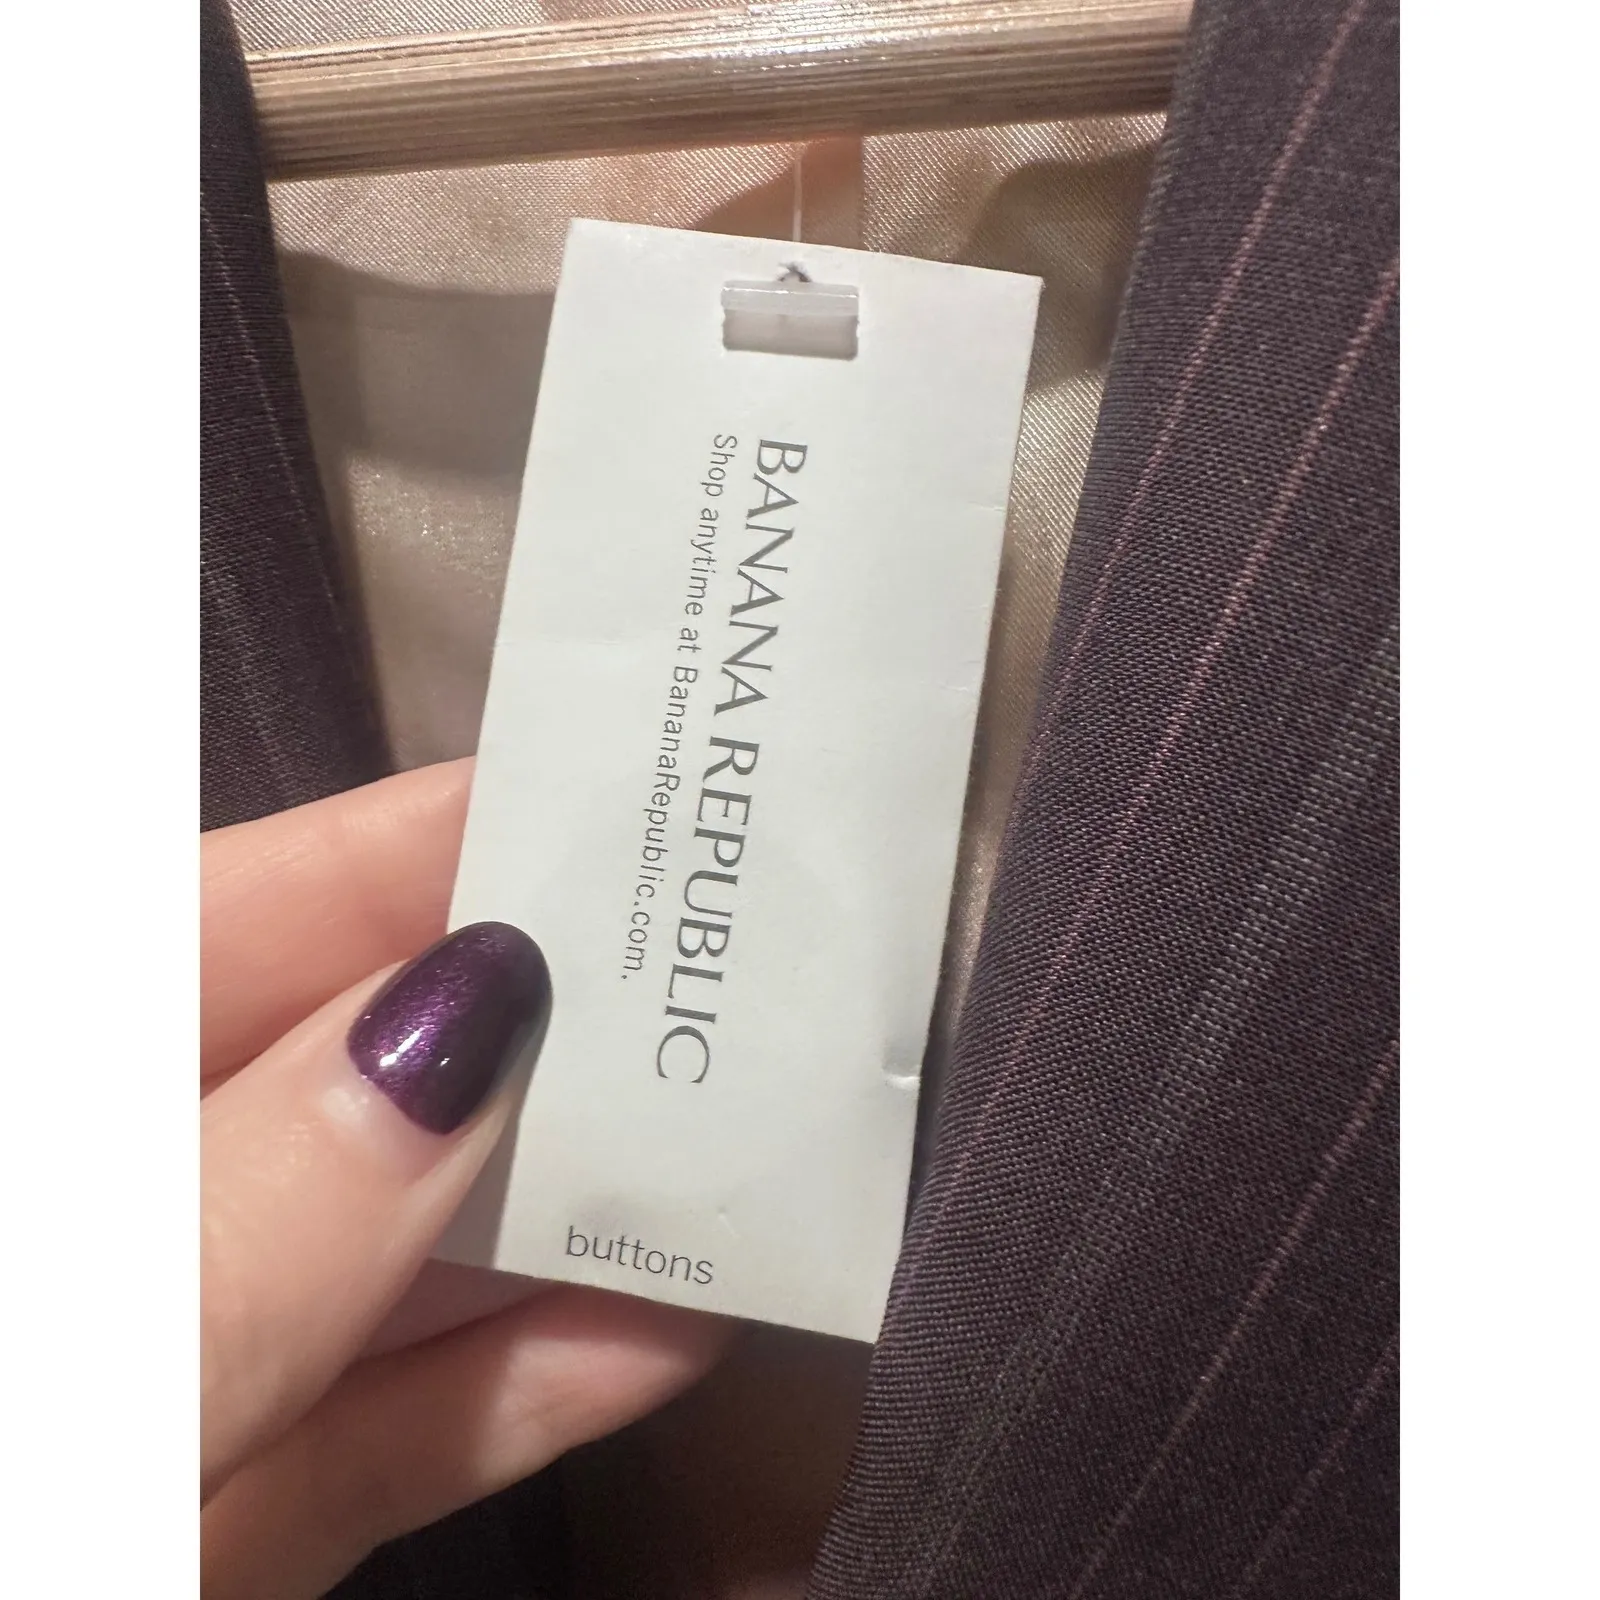 BANANA REPUBLIC
Shop anytime at BananaRepublic.com.
buttons